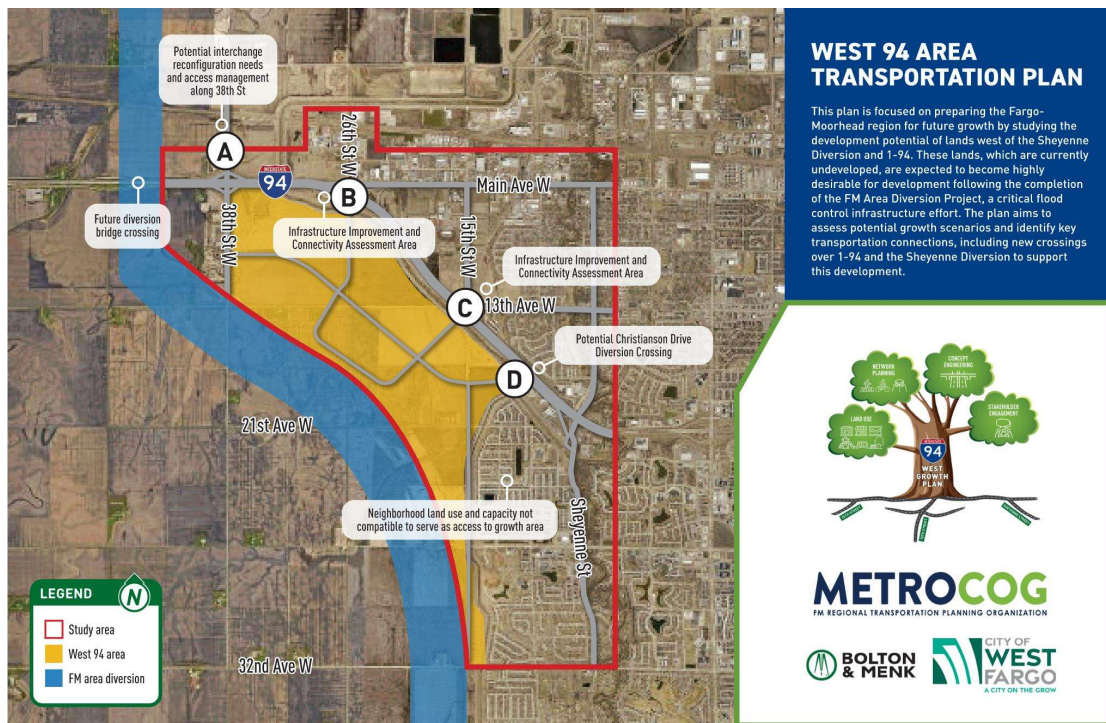 Potential interchange
reconfiguration needs
and access management
along 38th St
A
26th St W
INTERSTATE
94
B
Main Ave W
Future diversion
bridge crossing
38th St W
Infrastructure Improvement and
Connectivity Assessment Area
15th St W
Infrastructure Improvement and
Connectivity Assessment Area
C
13th Ave W
Potential Christianson Drive
Diversion Crossing
D
21st Ave W
Neighborhood land use and capacity not
compatible to serve as access to growth area
Sheyenne St
32nd Ave W
LEGEND
N
Study area
West 94 area
FM area diversion
WEST 94 AREA
TRANSPORTATION PLAN
This plan is focused on preparing the Fargo-
Moorhead region for future growth by studying the
development potential of lands west of the Sheyenne
Diversion and 1-94. These lands, which are currently
undeveloped, are expected to become highly
desirable for development following the completion
of the FM Area Diversion Project, a critical flood
control infrastructure effort. The plan aims to
assess potential growth scenarios and identify key
transportation connections, including new crossings
over 1-94 and the Sheyenne Diversion to support
this development.
NETWORK
PLANNING
CONCEPT
ENGINEERING
LAND USE
STAKEHOLDER
ENGAGEMENT
94
WEST
GROWTH
PLAN
METROCOG
FM REGIONAL TRANSPORTATION PLANNING ORGANIZATION
BOLTON
& MENK
CITY OF
WEST
FARGO
A CITY ON THE GROW